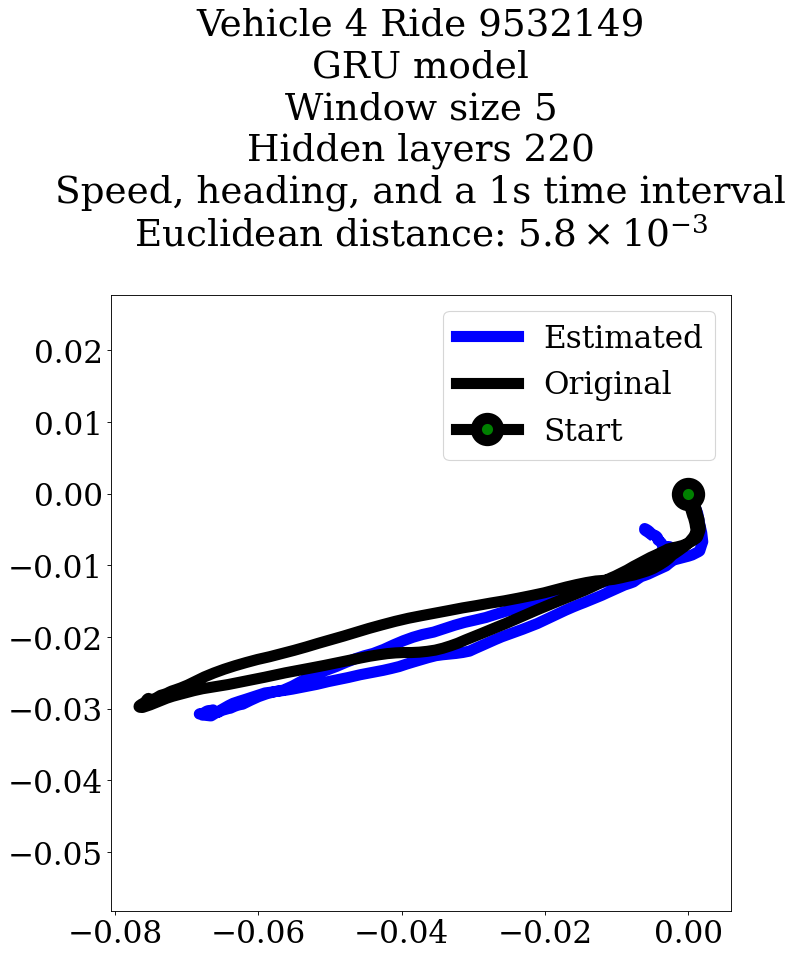 Vehicle 4 Ride 9532149
GRU model
Window size 5
Hidden layers 220
Speed, heading, and a 1s time interval
Euclidean distance: 5.8 × 10⁻³
Estimated
Original
Start
0.02
0.01
0.00
−0.01
−0.02
−0.03
−0.04
−0.05
−0.08
−0.06
−0.04
−0.02
0.00